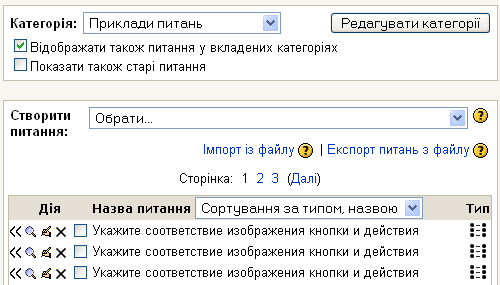 Категорія: Приклади питань Редагувати категорії
Відображати також питання у вкладених категоріях
Показати також старі питання
Створити питання: Обрати...
Імпорт із файлу | Експорт питань з файлу
Сторінка: 1 2 3 (Далі)
Дія Назва питання Сортування за типом, назвою Тип
Укажите соответствие изображения кнопки и действия
Укажите соответствие изображения кнопки и действия
Укажите соответствие изображения кнопки и действия